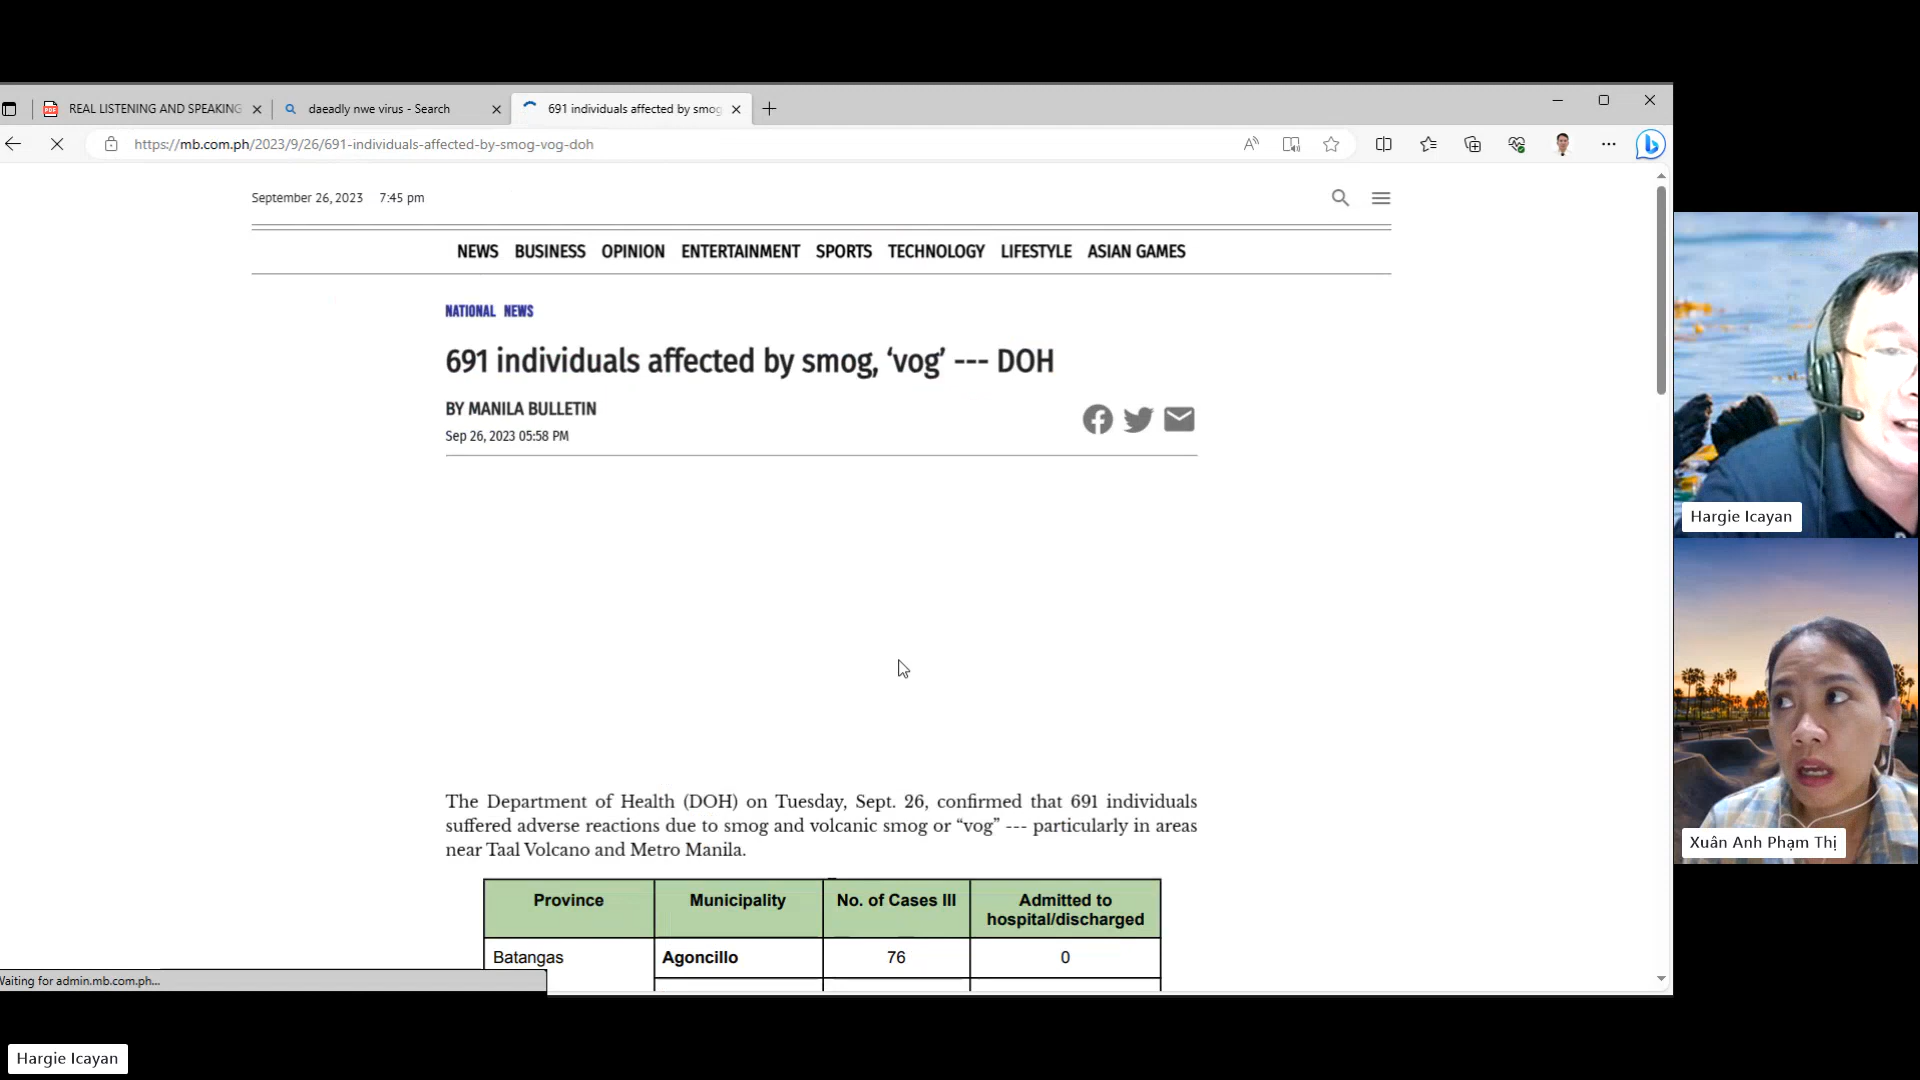 REAL LISTENING AND SPEAKING
daeadly nwe virus - Search
691 individuals affected by smog
https://mb.com.ph/2023/9/26/691-individuals-affected-by-smog-vog-doh
September 26, 2023 7:45 pm
NEWS BUSINESS OPINION ENTERTAINMENT SPORTS TECHNOLOGY LIFESTYLE ASIAN GAMES
NATIONAL NEWS
691 individuals affected by smog, ‘vog’ --- DOH
BY MANILA BULLETIN
Sep 26, 2023 05:58 PM
The Department of Health (DOH) on Tuesday, Sept. 26, confirmed that 691 individuals
suffered adverse reactions due to smog and volcanic smog or “vog” --- particularly in areas
near Taal Volcano and Metro Manila.
Province Municipality No. of Cases III Admitted to
hospital/discharged
Batangas Agoncillo 76 0
Waiting for admin.mb.com.ph...
Hargie Icayan
Xuân Anh Phạm Thị
Hargie Icayan